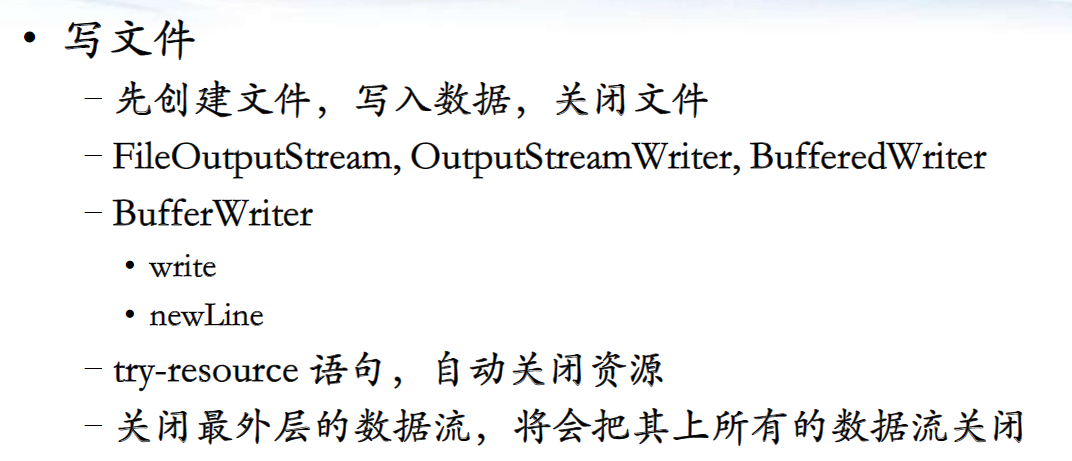 • 写文件
– 先创建文件，写入数据，关闭文件
– FileOutputStream, OutputStreamWriter, BufferedWriter
– BufferWriter
• write
• newLine
– try-resource 语句，自动关闭资源
– 关闭最外层的数据流，将会把其上所有的数据流关闭